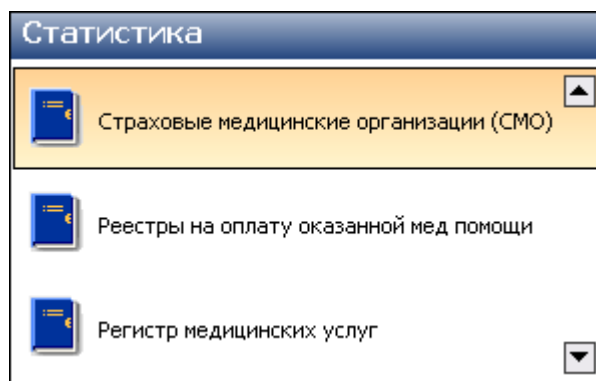 Статистика
Страховые медицинские организации (СМО)
Реестры на оплату оказанной мед помощи
Регистр медицинских услуг